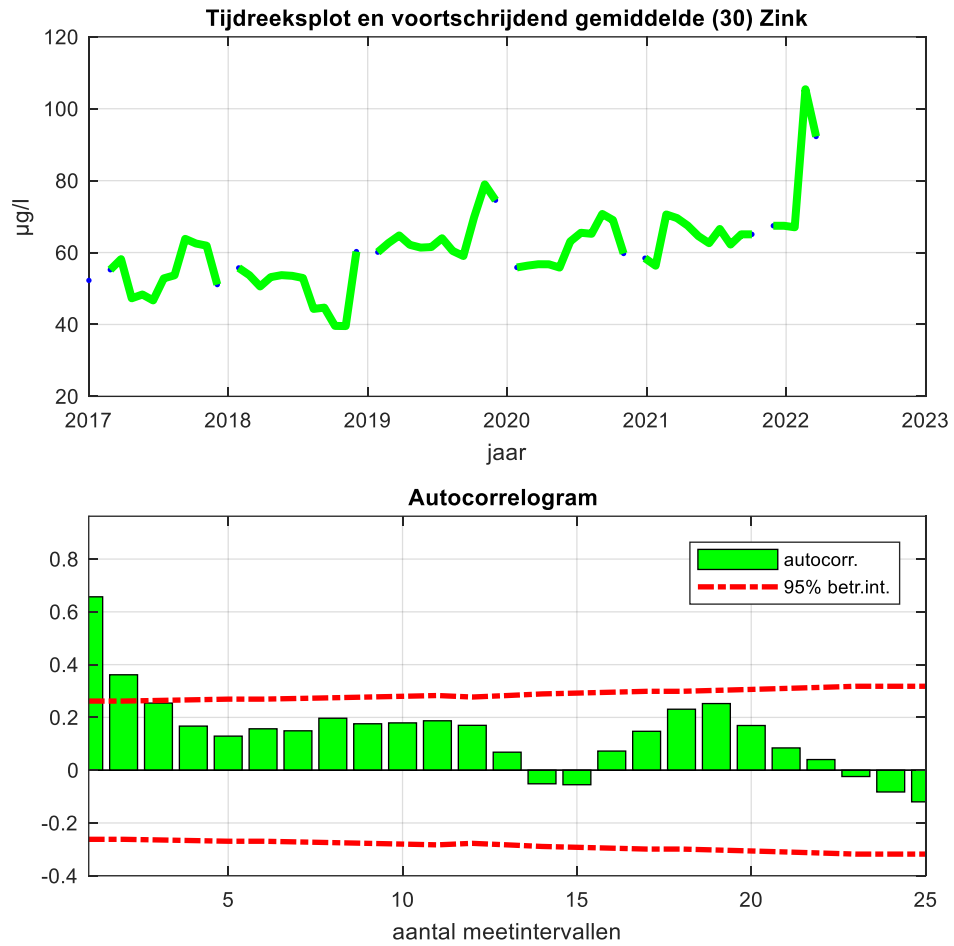 Tijdreeksplot en voortschrijdend gemiddelde (30) Zink
120
100
80
60
40
20
µg/l
2017 2018 2019 2020 2021 2022 2023
jaar
Autocorrelogram
autocorr.
95% betr.int.
0.8
0.6
0.4
0.2
0
-0.2
-0.4
5 10 15 20 25
aantal meetintervallen